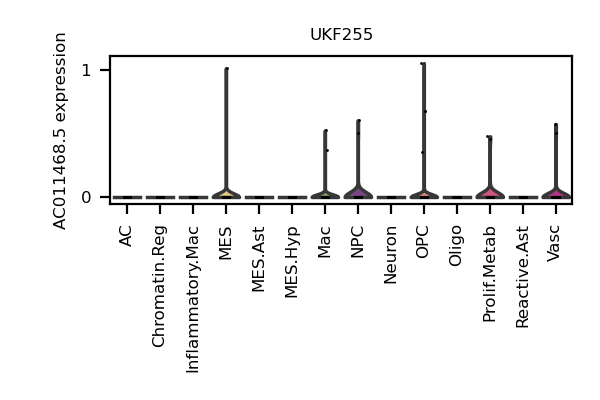 UKF255
AC011468.5 expression
1
0
AC
Chromatin.Reg
Inflammatory.Mac
MES
MES.Ast
MES.Hyp
Mac
NPC
Neuron
OPC
Oligo
Prolif.Metab
Reactive.Ast
Vasc